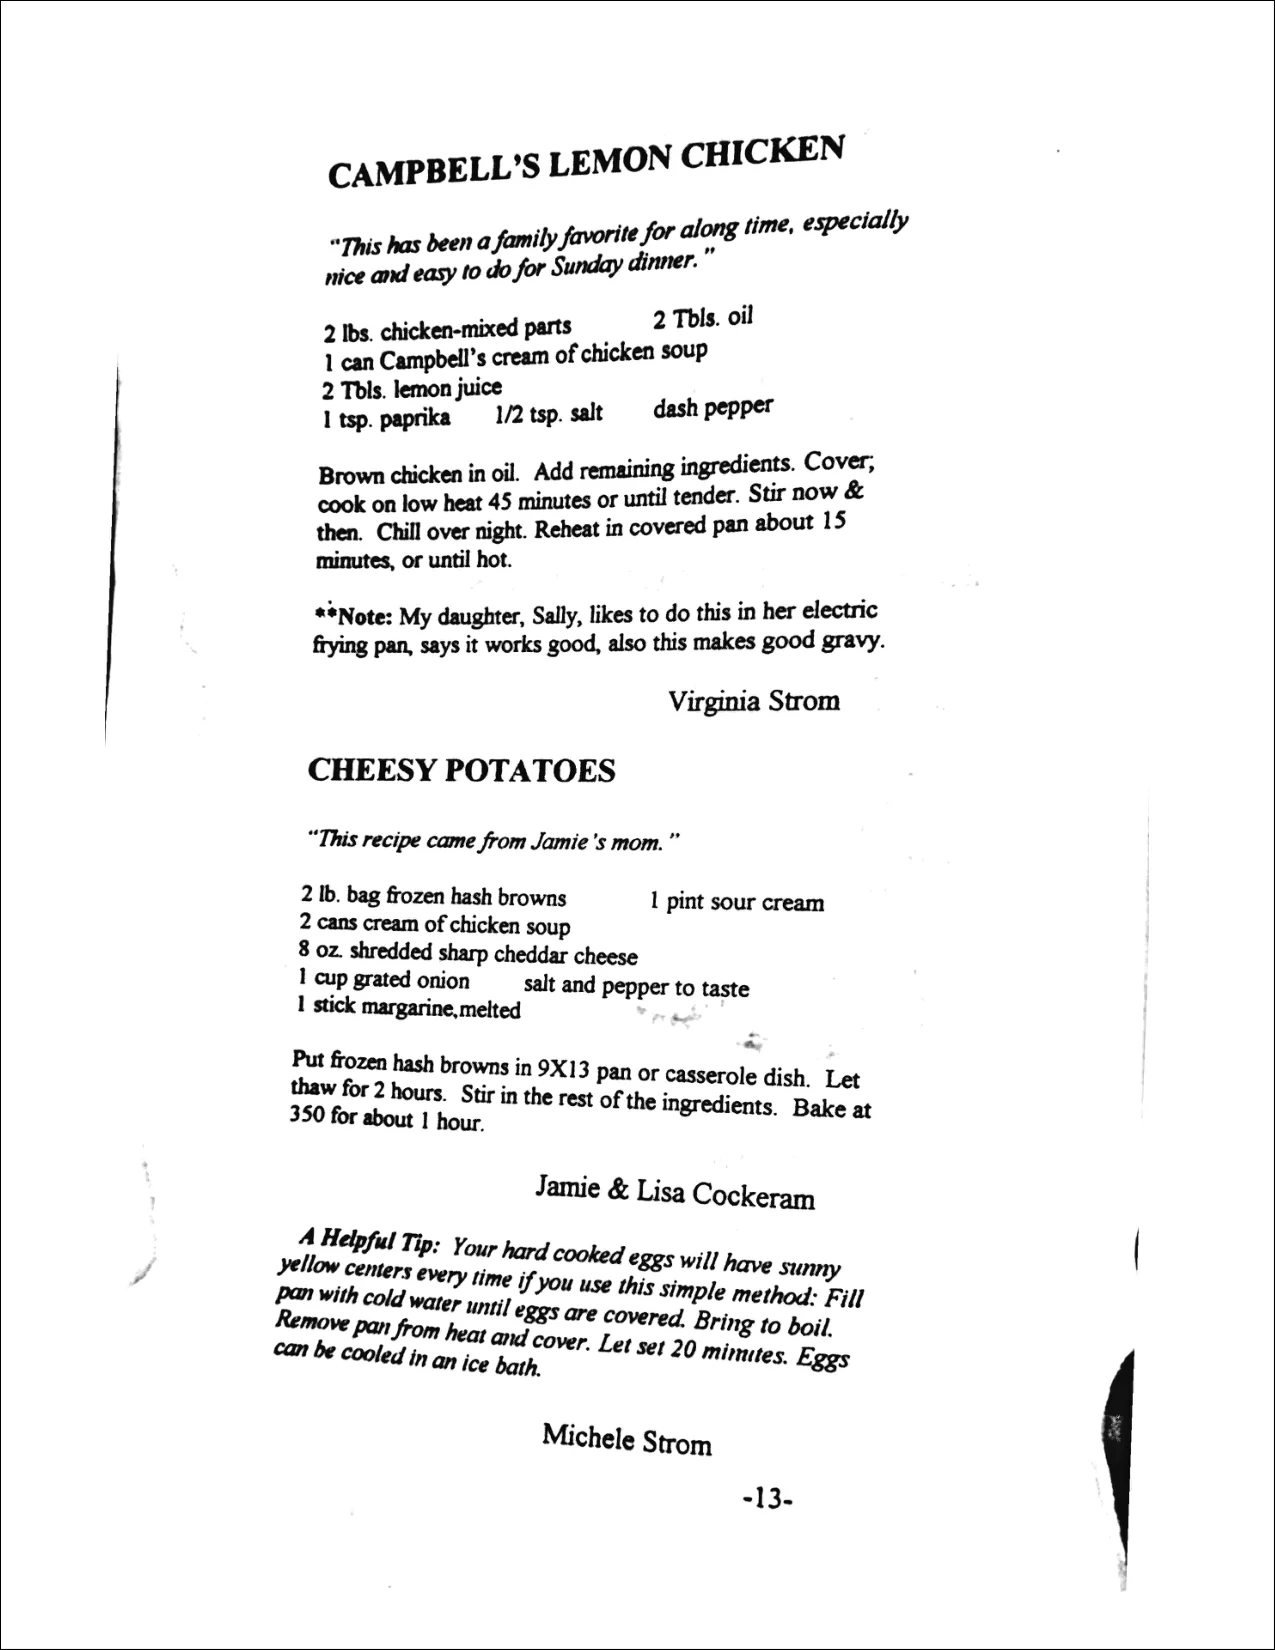 CAMPBELL'S LEMON CHICKEN
"This has been a family favorite for along time, especially
nice and easy to do for Sunday dinner."
2 lbs. chicken-mixed parts 2 Tbls. oil
1 can Campbell's cream of chicken soup
2 Tbls. lemon juice
1 tsp. paprika 1/2 tsp. salt dash pepper
Brown chicken in oil. Add remaining ingredients. Cover;
cook on low heat 45 minutes or until tender. Stir now &
then. Chill over night. Reheat in covered pan about 15
minutes, or until hot.
**Note: My daughter, Sally, likes to do this in her electric
frying pan, says it works good, also this makes good gravy.
Virginia Strom
CHEESY POTATOES
"This recipe came from Jamie's mom."
2 lb. bag frozen hash browns 1 pint sour cream
2 cans cream of chicken soup
8 oz. shredded sharp cheddar cheese
1 cup grated onion salt and pepper to taste
1 stick margarine,melted
Put frozen hash browns in 9X13 pan or casserole dish. Let
thaw for 2 hours. Stir in the rest of the ingredients. Bake at
350 for about 1 hour.
Jamie & Lisa Cockeram
A Helpful Tip: Your hard cooked eggs will have sunny
yellow centers every time if you use this simple method: Fill
pan with cold water until eggs are covered. Bring to boil.
Remove pan from heat and cover. Let set 20 minutes. Eggs
can be cooled in an ice bath.
Michele Strom
-13-